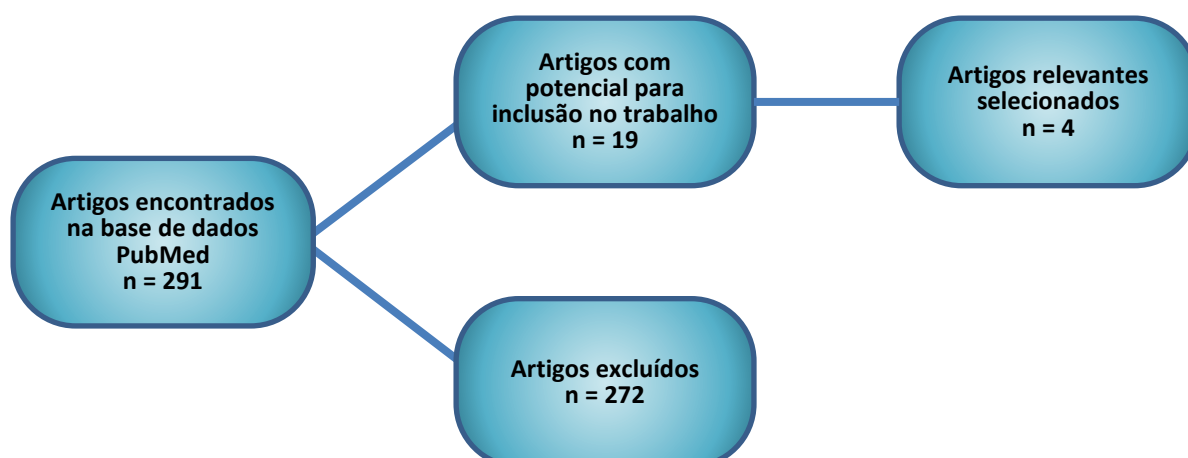 Artigos encontrados
na base de dados
PubMed
n = 291
Artigos com
potencial para
inclusão no trabalho
n = 19
Artigos relevantes
selecionados
n = 4
Artigos excluídos
n = 272